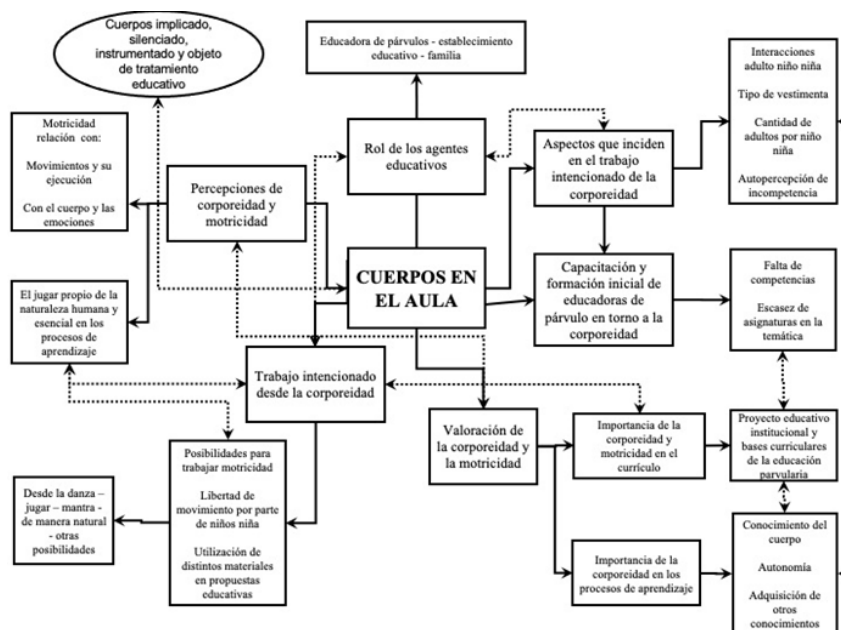 Cuerpos implicado,
silenciado,
instrumentado y objeto
de tratamiento
educativo
Educadora de párvulos - establecimiento
educativo - familia
Interacciones
adulto niño niña
Tipo de vestimenta
Cantidad de
adultos por niño
niña
Autopercepción de
incompetencia
Motricidad
relación con:
Movimientos y su
ejecución
Con el cuerpo y las
emociones
Percepciones de
corporeidad y
motricidad
Rol de los agentes
educativos
Aspectos que inciden
en el trabajo
intencionado de la
corporeidad
CUERPOS EN
EL AULA
Capacitación y
formación inicial de
educadoras de
párvulo en torno a la
corporeidad
Falta de
competencias
Escasez de
asignaturas en la
temática
El jugar propio de la
naturaleza humana y
esencial en los
procesos de
aprendizaje
Trabajo intencionado
desde la corporeidad
Valoración de
la corporeidad y
la motricidad
Importancia de la
corporeidad y
motricidad en el
currículo
Proyecto educativo
institucional y
bases curriculares
de la educación
parvularia
Desde la danza –
jugar – mantra -
de manera natural
- otras
posibilidades
Posibilidades para
trabajar motricidad
Libertad de
movimiento por parte
de niños niña
Utilización de
distintos materiales
en propuestas
educativas
Importancia de la
corporeidad en los
procesos de aprendizaje
Conocimiento del
cuerpo
Autonomía
Adquisición de
otros
conocimientos